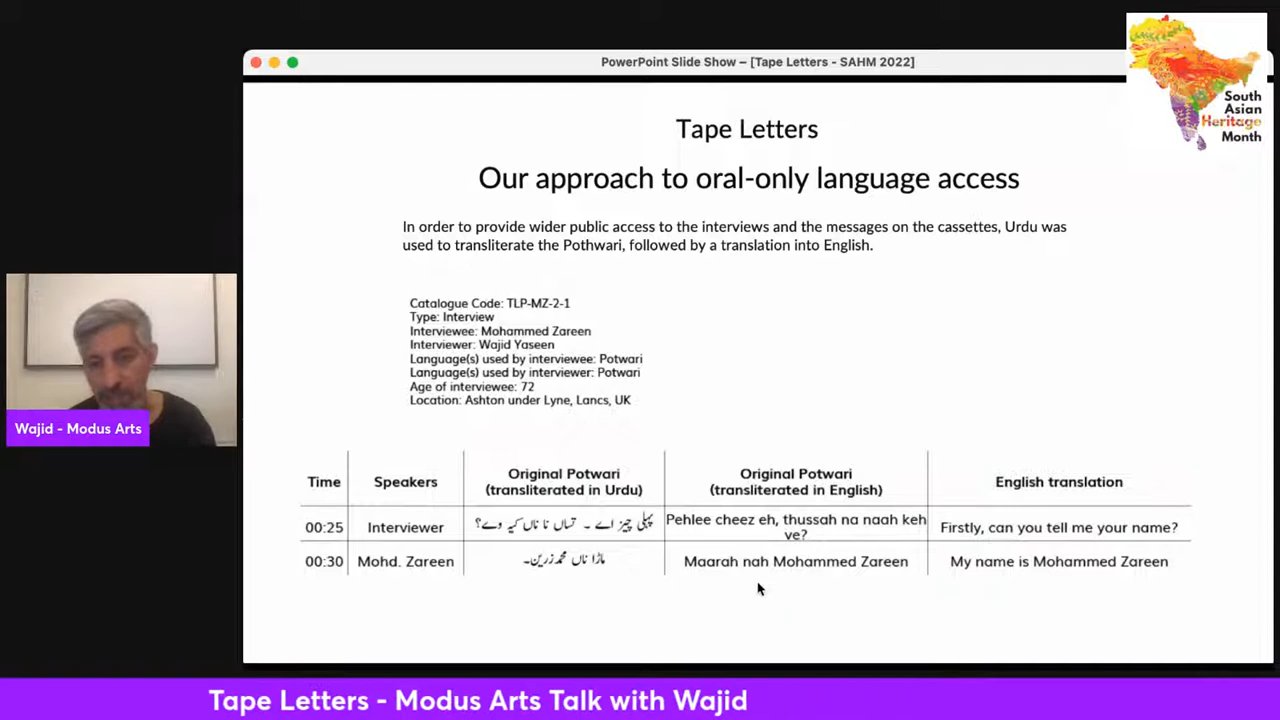 PowerPoint Slide Show – [Tape Letters - SAHM 2022]
South
Asian
Heritage
Month
Tape Letters
Our approach to oral-only language access
In order to provide wider public access to the interviews and the messages on the cassettes, Urdu was
used to transliterate the Pothwari, followed by a translation into English.
Catalogue Code: TLP-MZ-2-1
Type: Interview
Interviewee: Mohammed Zareen
Interviewer: Wajid Yaseen
Language(s) used by interviewee: Potwari
Language(s) used by interviewer: Potwari
Age of interviewee: 72
Location: Ashton under Lyne, Lancs, UK
Wajid - Modus Arts
Time
Speakers
Original Potwari
(transliterated in Urdu)
Original Potwari
(transliterated in English)
English translation
00:25
Interviewer
پہلی چیز اے ۔ تساں نا ناں کیہ وے؟
Pehlee cheez eh, thussah na naah keh
ve?
Firstly, can you tell me your name?
00:30
Mohd. Zareen
ماڑا ناں محمد زرین۔
Maarah nah Mohammed Zareen
My name is Mohammed Zareen
Tape Letters - Modus Arts Talk with Wajid